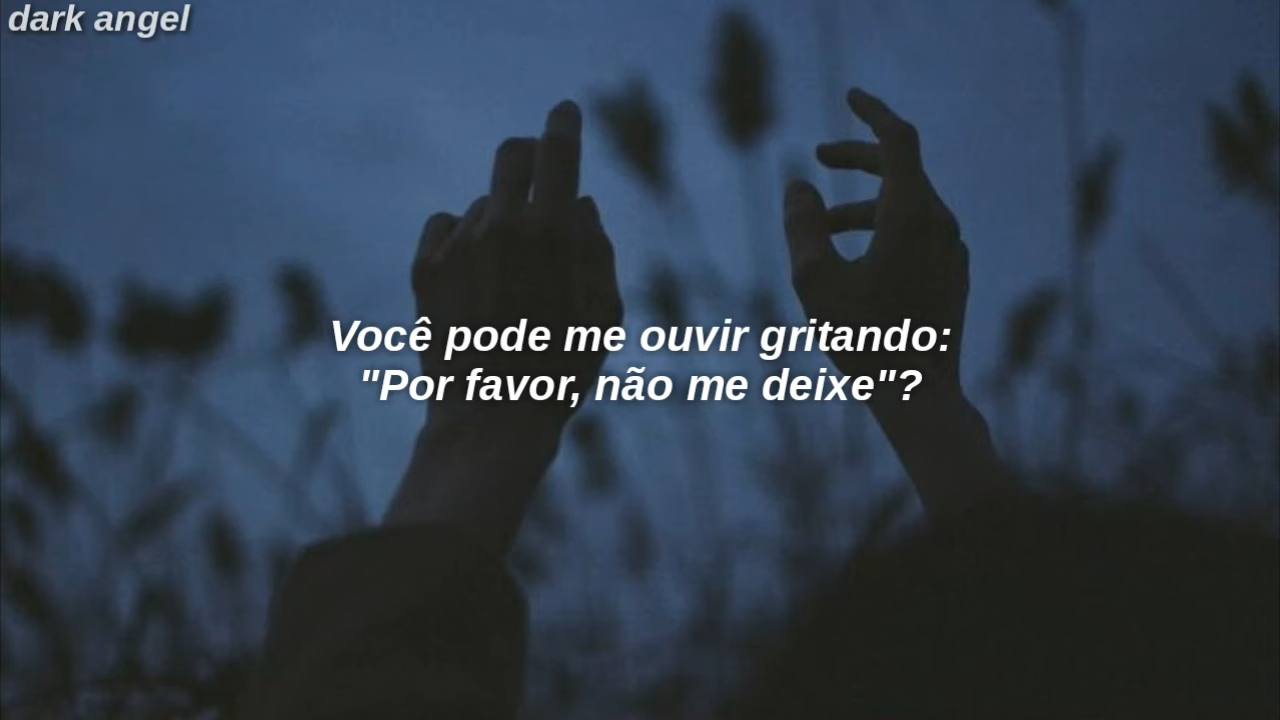 dark angel
Você pode me ouvir gritando:
"Por favor, não me deixe"?